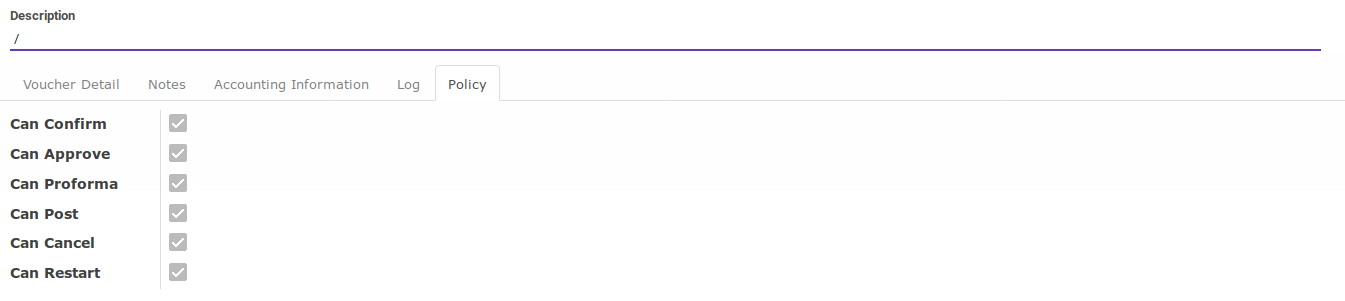 Description
/
Voucher Detail Notes Accounting Information Log Policy
Can Confirm
Can Approve
Can Proforma
Can Post
Can Cancel
Can Restart